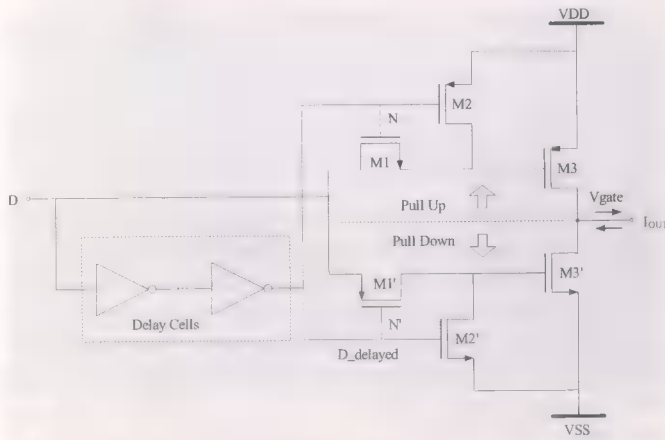 VDD
M2
N
M1
M3
D
Pull Up
Vgate
IOUT
Pull Down
M1'
M3'
Delay Cells
N'
D_delayed
M2'
VSS